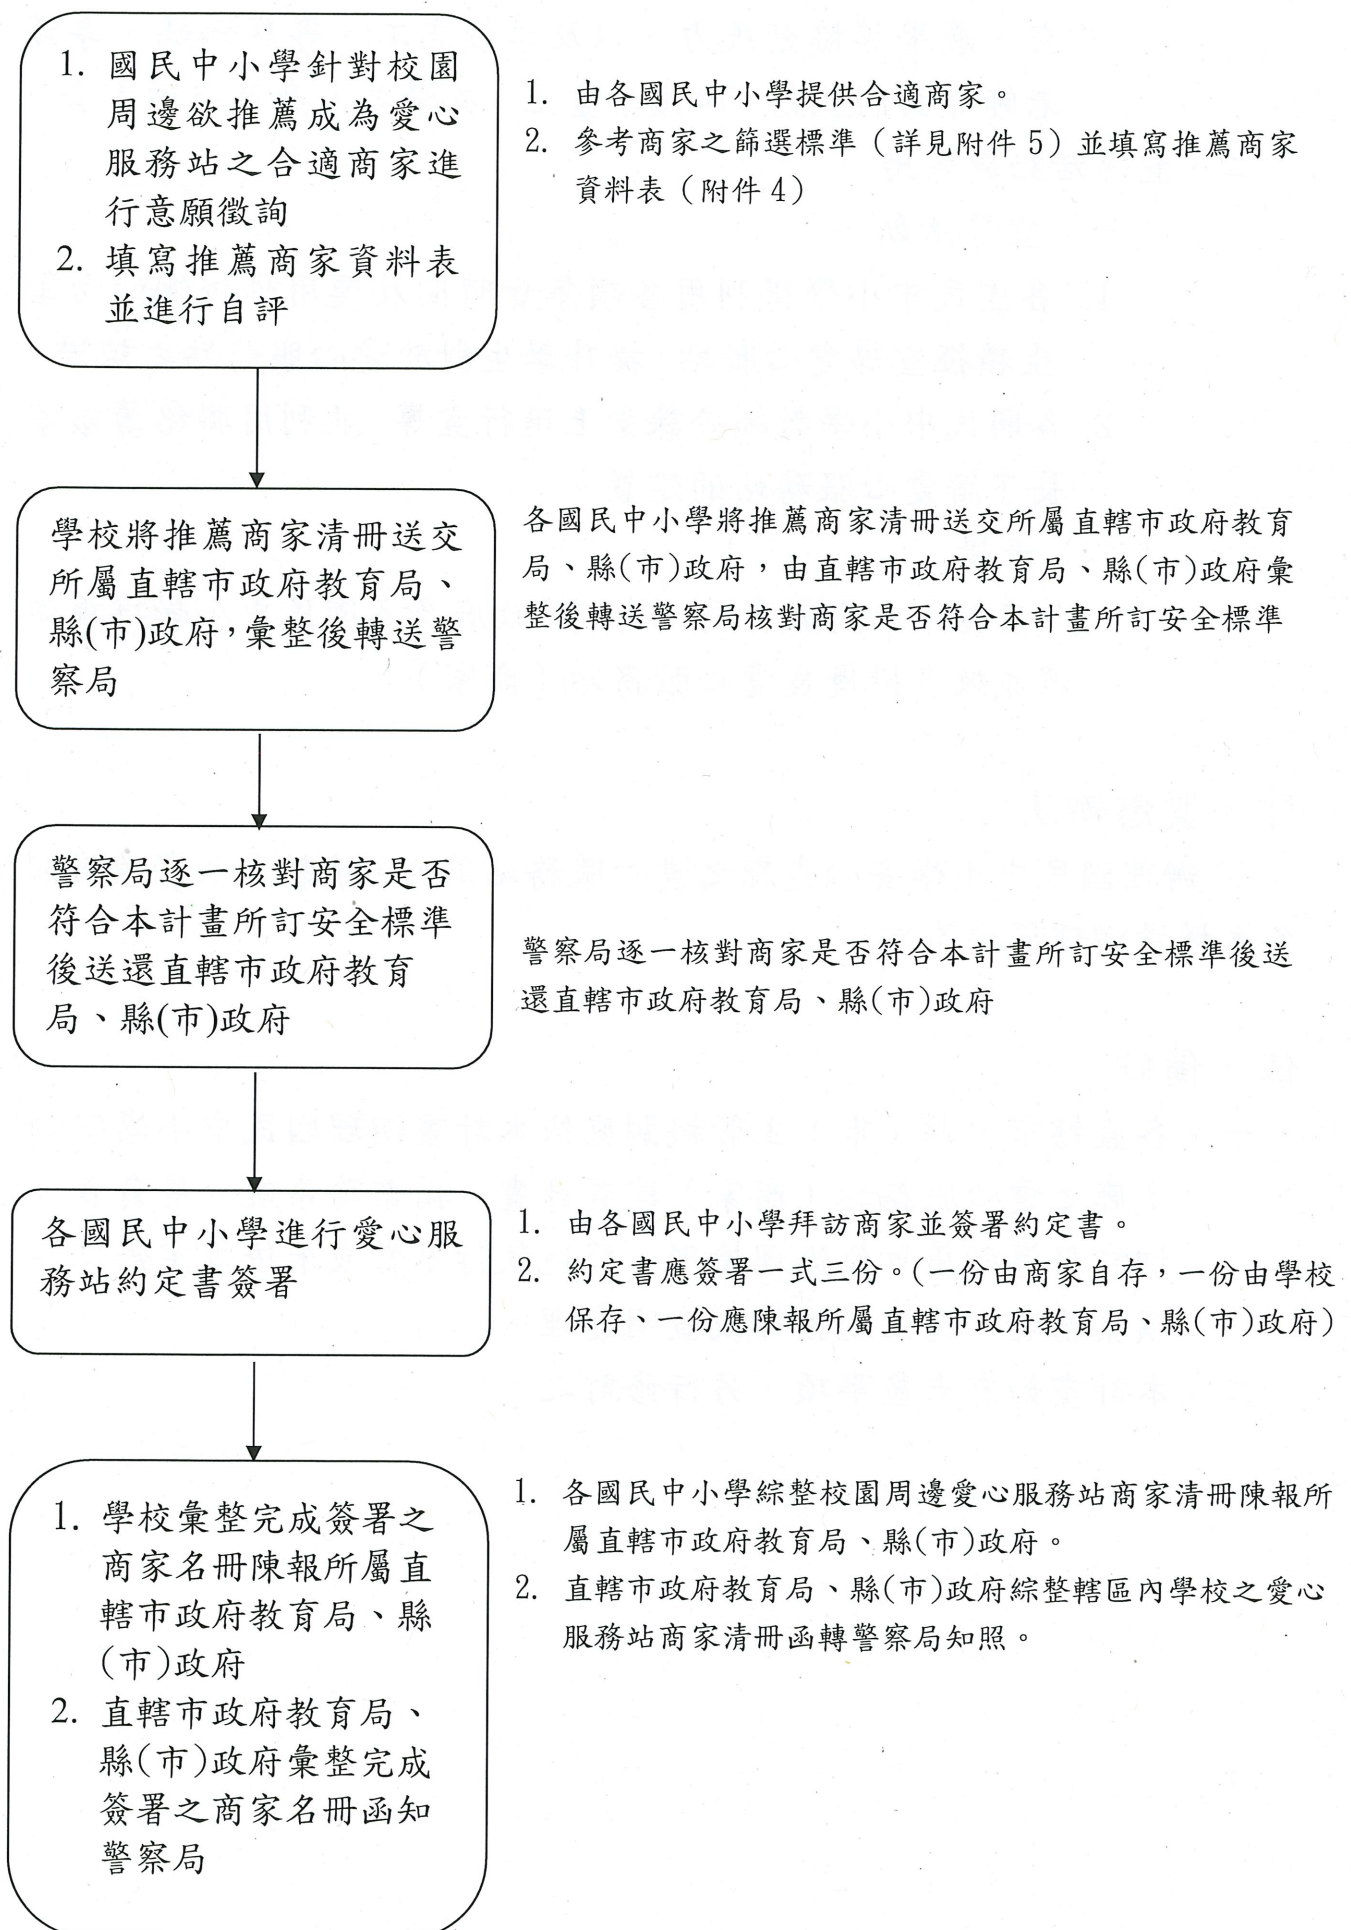 1. 國民中小學針對校園
周邊欲推薦成為愛心
服務站之合適商家進
行意願徵詢
2. 填寫推薦商家資料表
並進行自評
1. 由各國民中小學提供合適商家。
2. 參考商家之篩選標準（詳見附件 5）並填寫推薦商家
資料表（附件 4）
學校將推薦商家清冊送交
所屬直轄市政府教育局、
縣(市)政府，彙整後轉送警
察局
各國民中小學將推薦商家清冊送交所屬直轄市政府教育
局、縣(市)政府，由直轄市政府教育局、縣(市)政府彙
整後轉送警察局核對商家是否符合本計畫所訂安全標準
警察局逐一核對商家是否
符合本計畫所訂安全標準
後送還直轄市政府教育
局、縣(市)政府
警察局逐一核對商家是否符合本計畫所訂安全標準後送
還直轄市政府教育局、縣(市)政府
各國民中小學進行愛心服
務站約定書簽署
1. 由各國民中小學拜訪商家並簽署約定書。
2. 約定書應簽署一式三份。(一份由商家自存，一份由學校
保存、一份應陳報所屬直轄市政府教育局、縣(市)政府)
1. 學校彙整完成簽署之
商家名冊陳報所屬直
轄市政府教育局、縣
(市)政府
2. 直轄市政府教育局、
縣(市)政府彙整完成
簽署之商家名冊函知
警察局
1. 各國民中小學綜整校園周邊愛心服務站商家清冊陳報所
屬直轄市政府教育局、縣(市)政府。
2. 直轄市政府教育局、縣(市)政府綜整轄區內學校之愛心
服務站商家清冊函轉警察局知照。